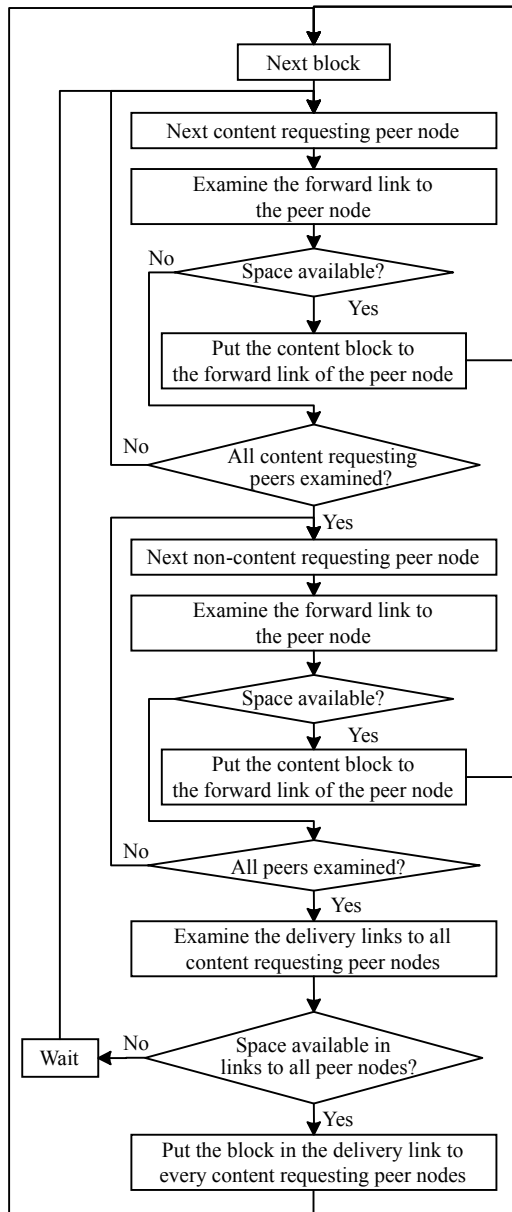 Next block
Next content requesting peer node
Examine the forward link to
the peer node
No
Space available?
Yes
Put the content block to
the forward link of the peer node
No
All content requesting
peers examined?
Yes
Next non-content requesting peer node
Examine the forward link to
the peer node
Space available?
Yes
Put the content block to
the forward link of the peer node
No
All peers examined?
Yes
Examine the delivery links to all
content requesting peer nodes
Wait
No
Space available in
links to all peer nodes?
Yes
Put the block in the delivery link to
every content requesting peer nodes